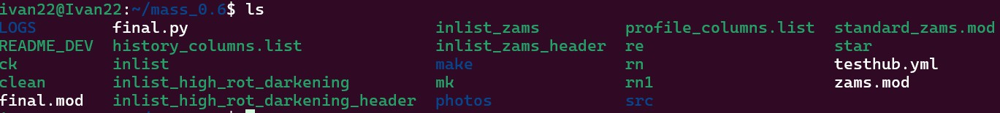 ivan22@Ivan22:~/mass_0.6$ ls
LOGS final.py inlist_zams profile_columns.list standard_zams.mod
README_DEV history_columns.list inlist_zams_header re star
ck inlist make rn testhub.yml
clean inlist_high_rot_darkening mk rn1 zams.mod
final.mod inlist_high_rot_darkening_header photos src